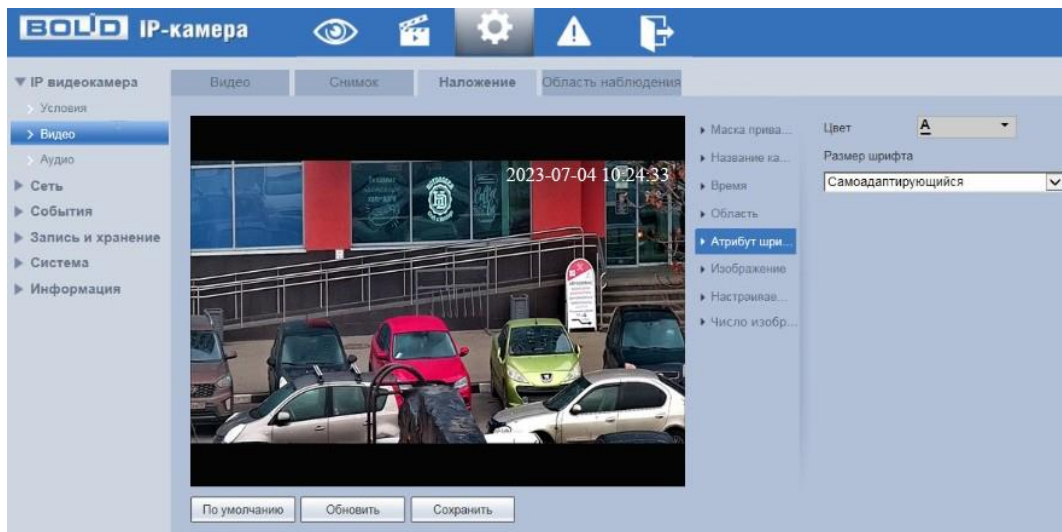 BOLID IP-камера
IP видеокамера
Условия
Видео
Аудио
Сеть
События
Запись и хранение
Система
Информация
Видео
Снимок
Наложение
Область наблюдения
2023-07-04 10:24:33
Маска прива...
Название ка...
Время
Область
Атрибут шри...
Изображение
Настраивае...
Число изобр...
Цвет
A
Размер шрифта
Самоадаптирующийся
По умолчанию
Обновить
Сохранить